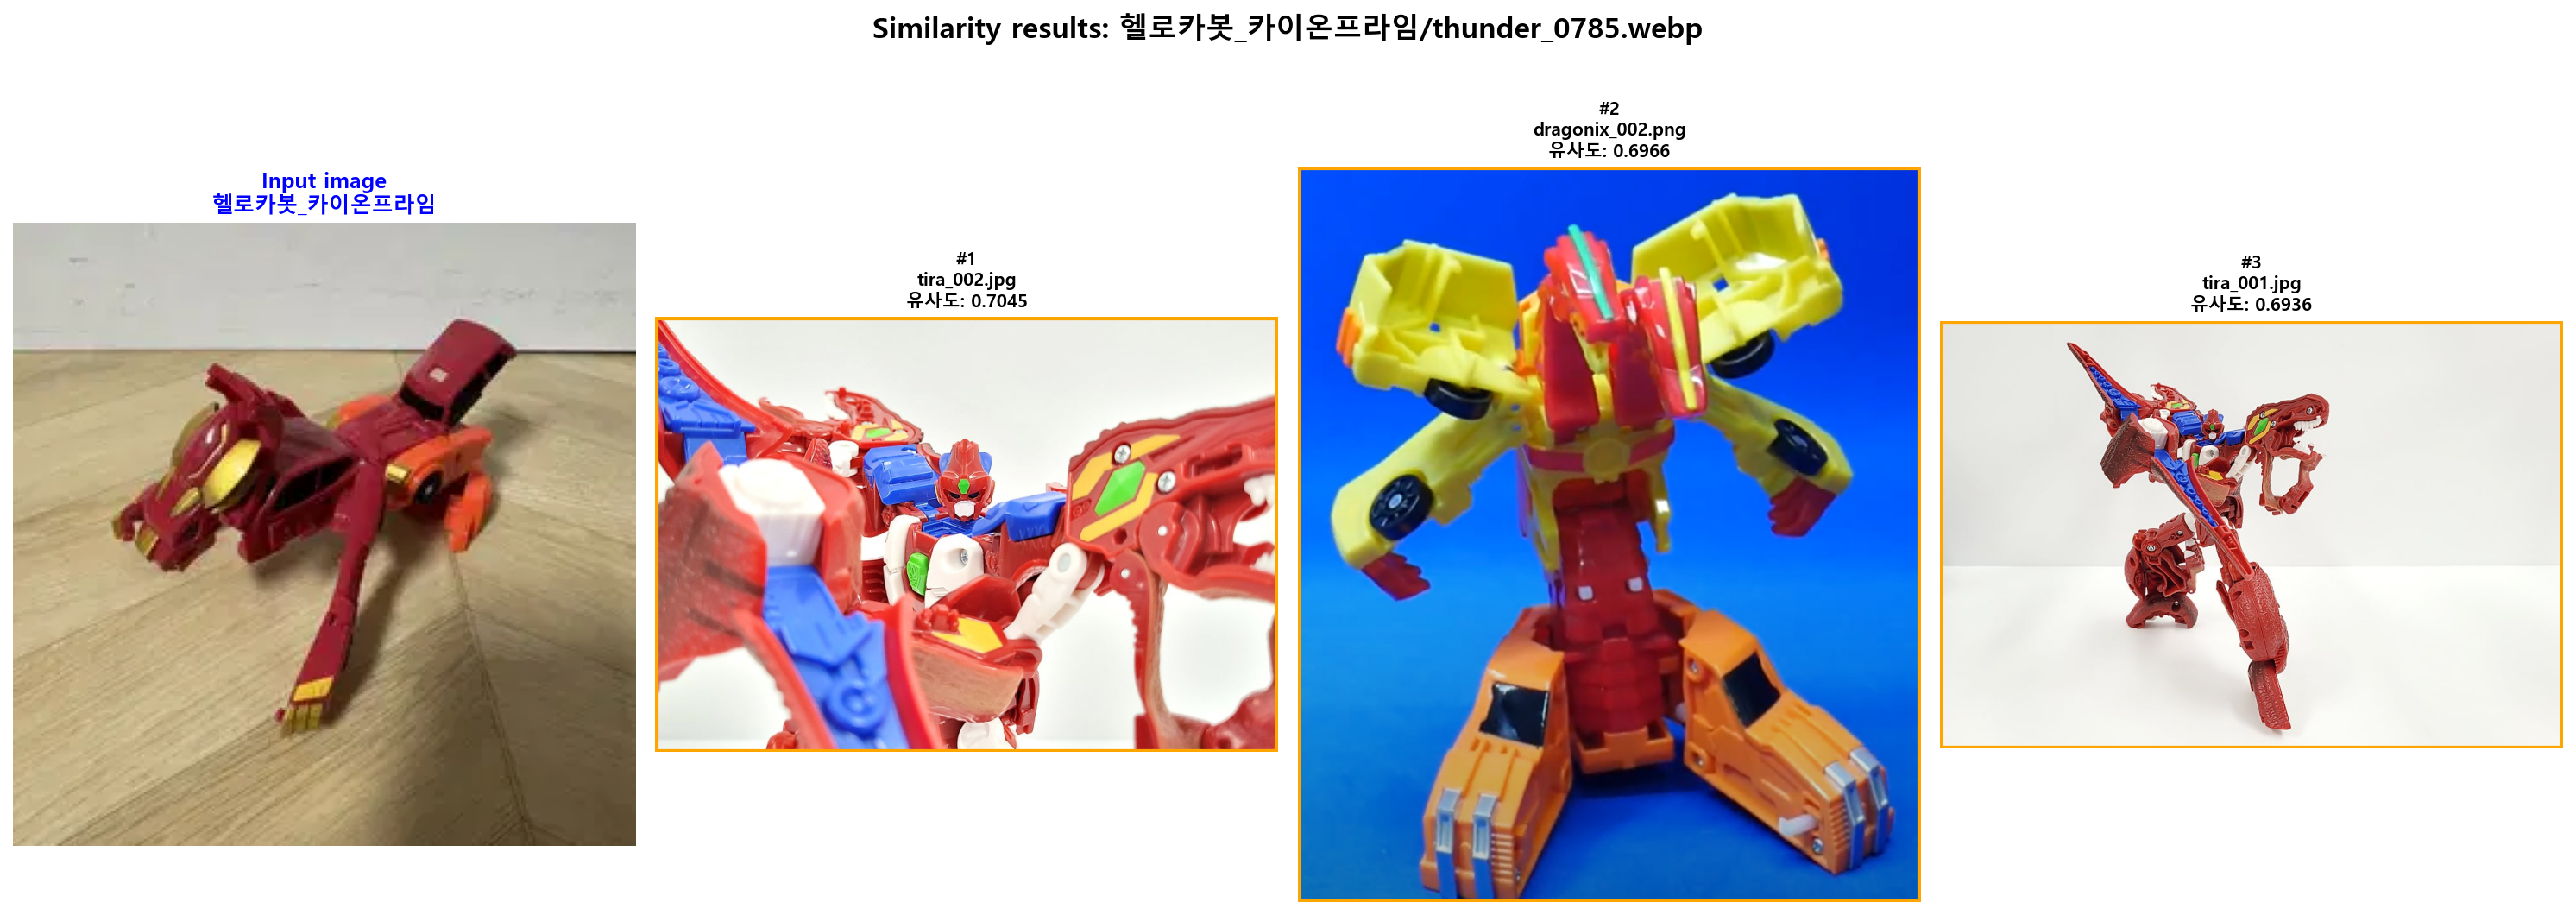 Similarity results: 헬로카봇_카이온프라임/thunder_0785.webp
Input image
헬로카봇_카이온프라임
#1
tira_002.jpg
유사도: 0.7045
#2
dragonix_002.png
유사도: 0.6966
#3
tira_001.jpg
유사도: 0.6936